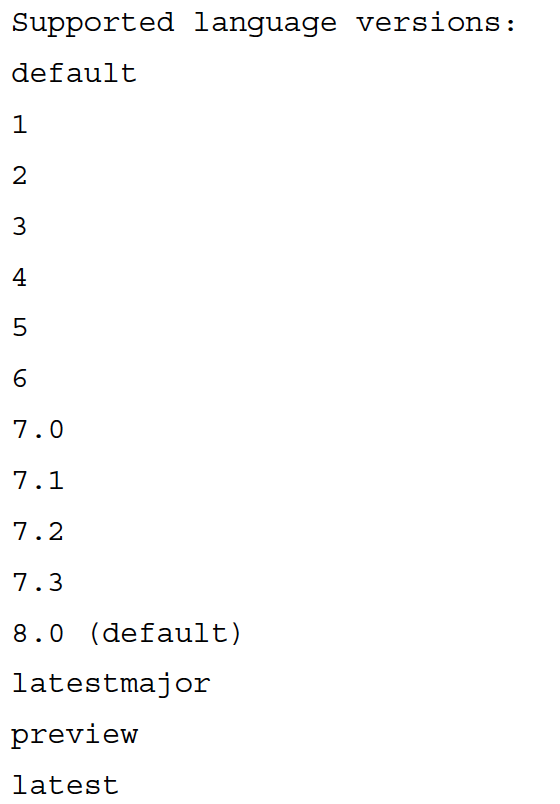 Supported language versions:
default
1
2
3
4
5
6
7.0
7.1
7.2
7.3
8.0 (default)
latestmajor
preview
latest